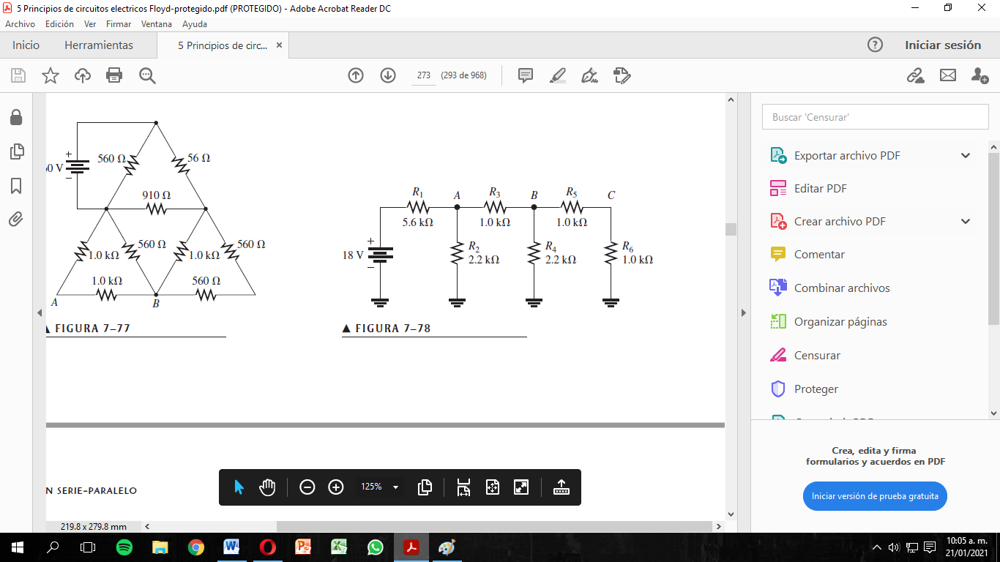 5 Principios de circuitos electricos Floyd-protegido.pdf (PROTEGIDO) - Adobe Acrobat Reader DC
Archivo Edición Ver Firmar Ventana Ayuda
Inicio Herramientas 5 Principios de circ... × Iniciar sesión
273 (293 de 968)
Buscar 'Censurar'
Exportar archivo PDF
Editar PDF
Crear archivo PDF
Comentar
Combinar archivos
Organizar páginas
Censurar
Proteger
Crea, edita y firma
formularios y acuerdos en PDF
Iniciar versión de prueba gratuita
+
0 V
−
560 Ω
56 Ω
910 Ω
1.0 kΩ
560 Ω
1.0 kΩ
560 Ω
1.0 kΩ
560 Ω
A
B
▲ FIGURA 7–77
R1 A R3 B R5 C
5.6 kΩ 1.0 kΩ 1.0 kΩ
+
18 V
−
R2
2.2 kΩ
R4
2.2 kΩ
R6
1.0 kΩ
▲ FIGURA 7–78
N SERIE–PARALELO
125%
219.8 x 279.8 mm
10:05 a. m.
21/01/2021